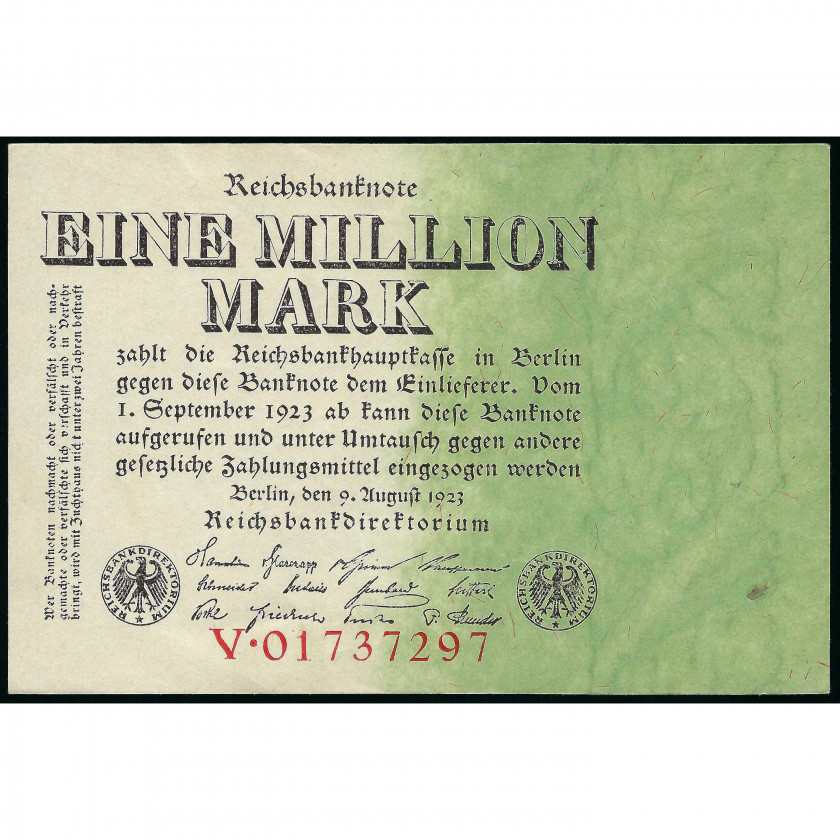 Reichsbanknote
EINE MILLION
MARK
zahlt die Reichsbankhauptkasse in Berlin
gegen diese Banknote dem Einlieferer. Vom
1. September 1923 ab kann diese Banknote
aufgerufen und unter Umtausch gegen andere
gesetzliche Zahlungsmittel eingezogen werden
Berlin, den 9. August 1923
Reichsbankdirektorium
REICHSBANKDIREKTORIUM
REICHSBANKDIREKTORIUM
Schneider
Friedrich
V·01737297
Wer Banknoten nachmacht oder verfälscht oder nach-
gemachte oder verfälschte sich verschafft und in Verkehr
bringt, wird mit Zuchthaus nicht unter zwei Jahren bestraft